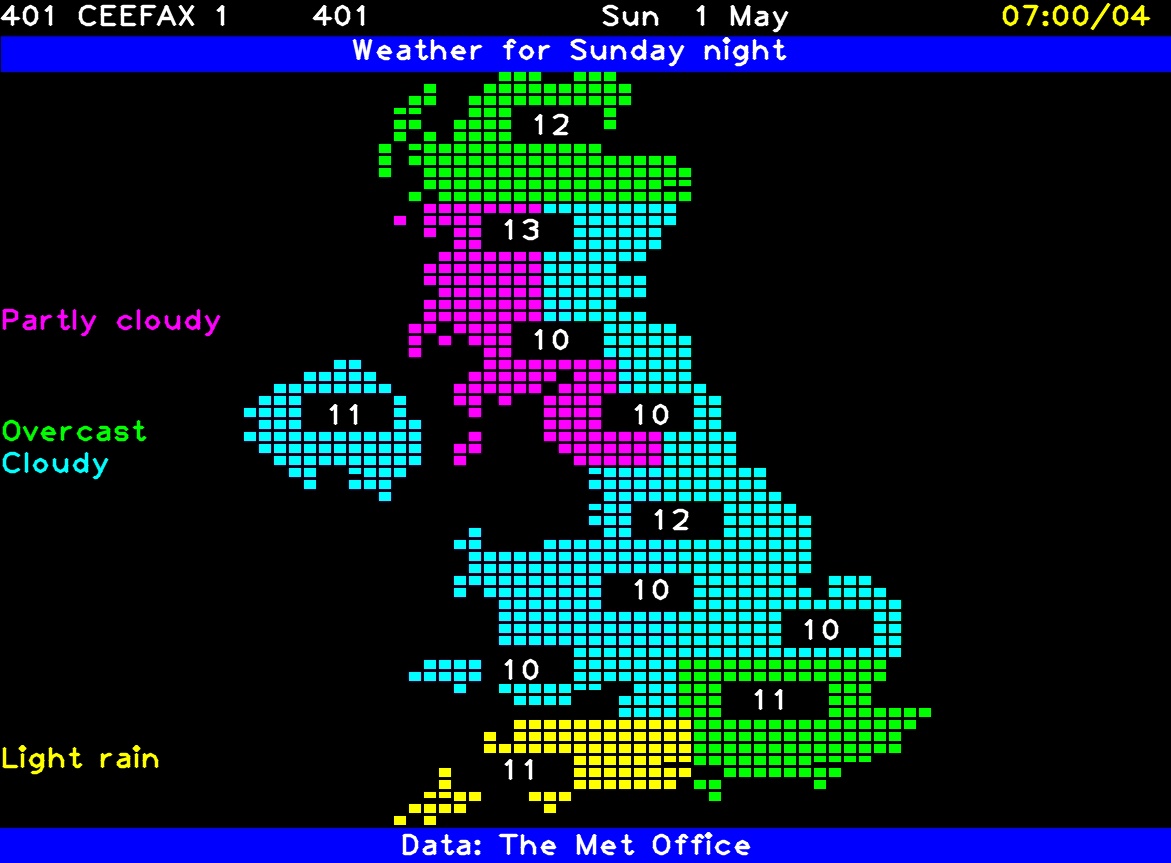 401 CEEFAX 1 401 Sun 1 May 07:00/04
Weather for Sunday night
12
13
Partly cloudy
10
11
10
Overcast
Cloudy
12
10
10
10
11
Light rain
11
Data: The Met Office